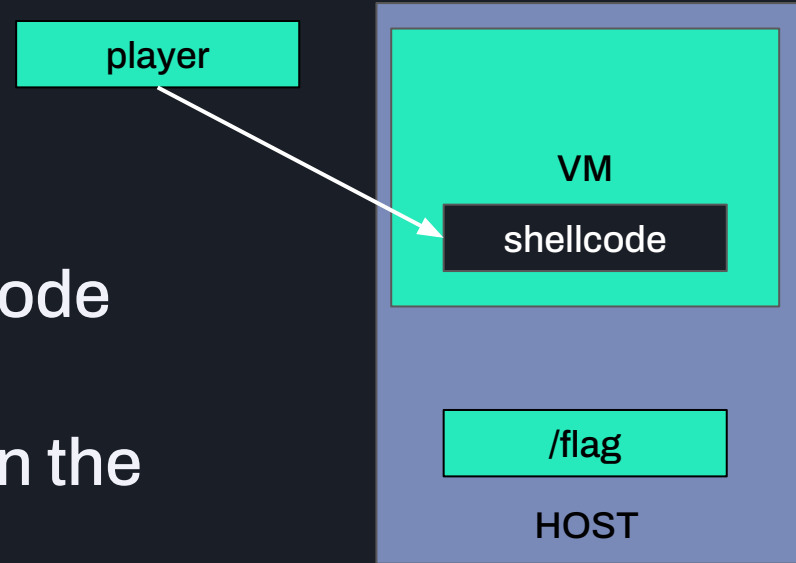 player
VM
shellcode
ode
n the
/flag
HOST